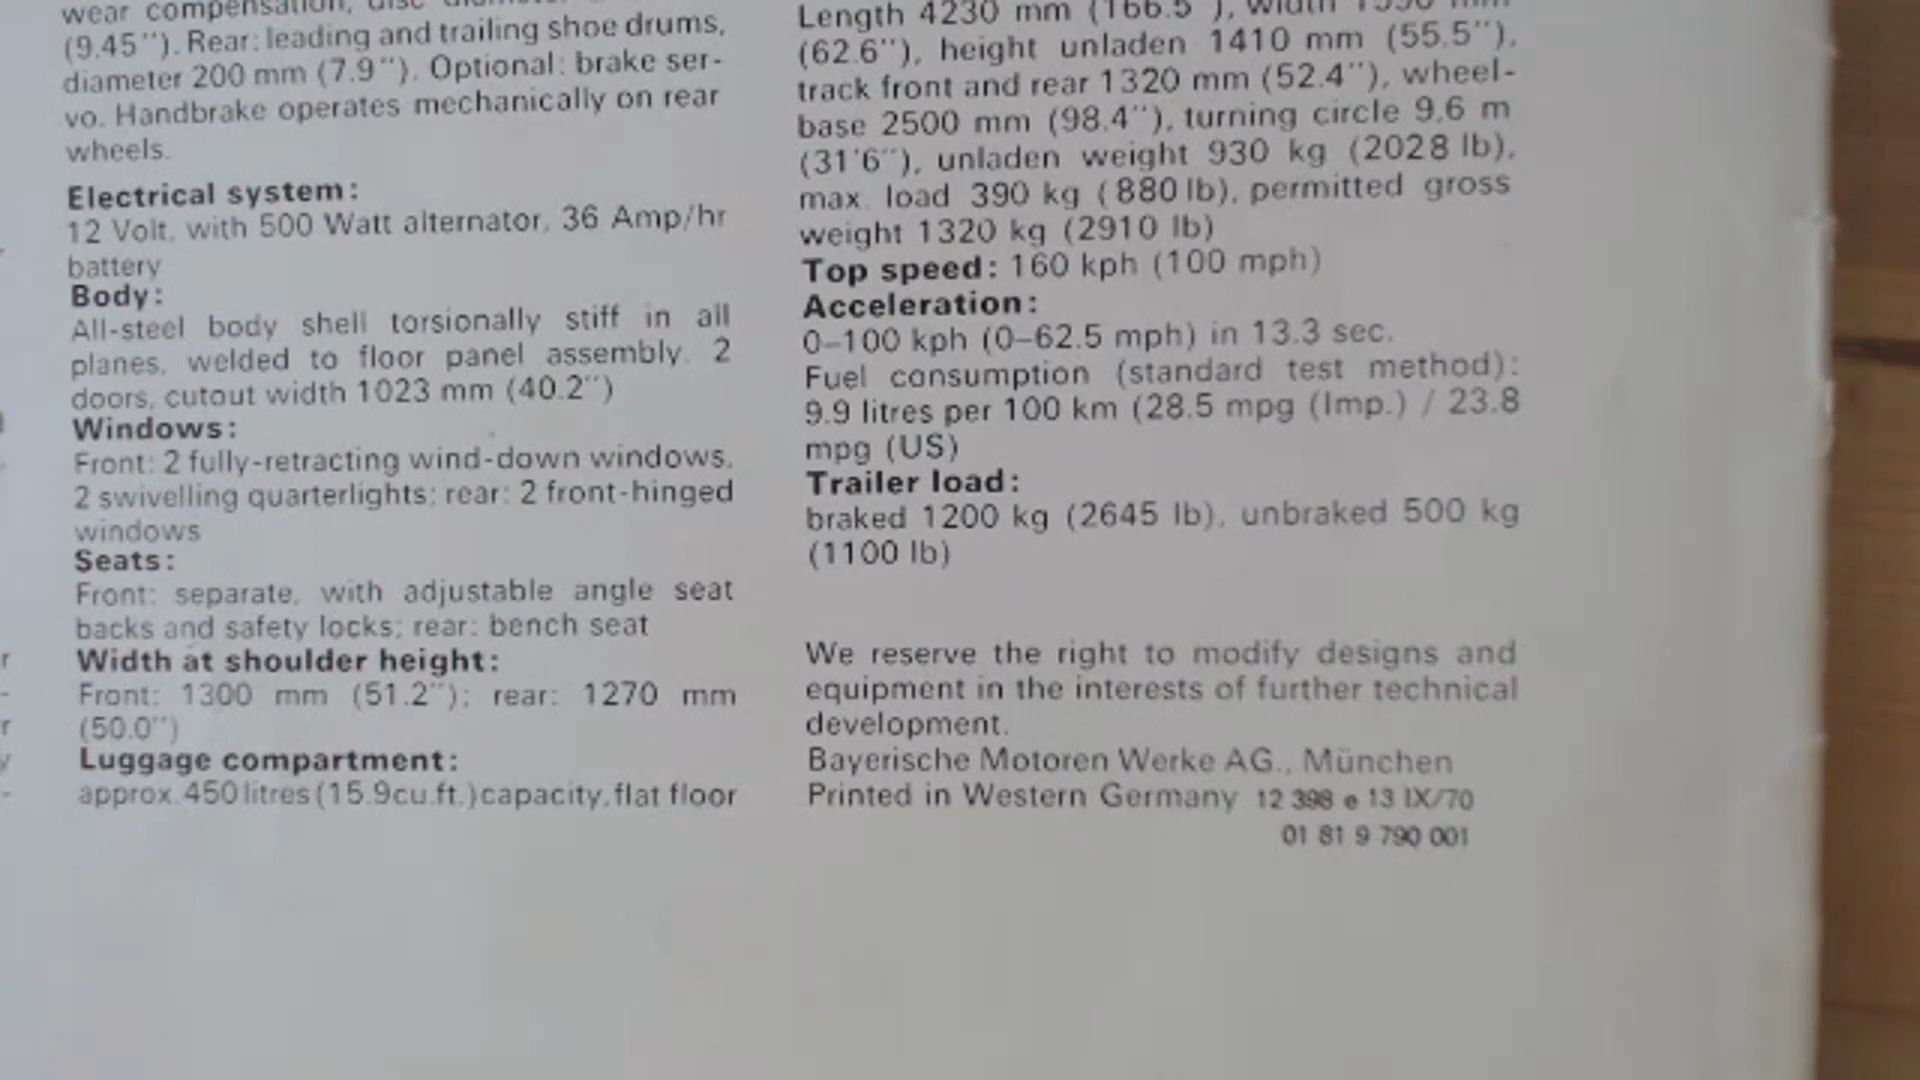 wear compensation, disc
(9.45"). Rear: leading and trailing shoe drums,
diameter 200 mm (7.9"). Optional: brake ser-
vo. Handbrake operates mechanically on rear
wheels.
Electrical system:
12 Volt, with 500 Watt alternator, 36 Amp/hr
battery
Body:
All-steel body shell torsionally stiff in all
planes, welded to floor panel assembly. 2
doors, cutout width 1023 mm (40.2")
Windows:
Front: 2 fully-retracting wind-down windows,
2 swivelling quarterlights; rear: 2 front-hinged
windows
Seats:
Front: separate, with adjustable angle seat
backs and safety locks; rear: bench seat
Width at shoulder height:
Front: 1300 mm (51.2"); rear: 1270 mm
(50.0")
Luggage compartment:
approx. 450 litres (15.9 cu.ft.) capacity, flat floor
Length 4230 mm (166.5"), width 1590 mm
(62.6"), height unladen 1410 mm (55.5"),
track front and rear 1320 mm (52.4"), wheel-
base 2500 mm (98.4"), turning circle 9,6 m
(31'6"), unladen weight 930 kg (2028 lb),
max. load 390 kg (880 lb), permitted gross
weight 1320 kg (2910 lb)
Top speed: 160 kph (100 mph)
Acceleration:
0–100 kph (0–62.5 mph) in 13.3 sec.
Fuel consumption (standard test method):
9.9 litres per 100 km (28.5 mpg (Imp.) / 23.8
mpg (US)
Trailer load:
braked 1200 kg (2645 lb), unbraked 500 kg
(1100 lb)
We reserve the right to modify designs and
equipment in the interests of further technical
development.
Bayerische Motoren Werke AG., München
Printed in Western Germany 12 398 e 13 IX/70
01 81 9 790 001